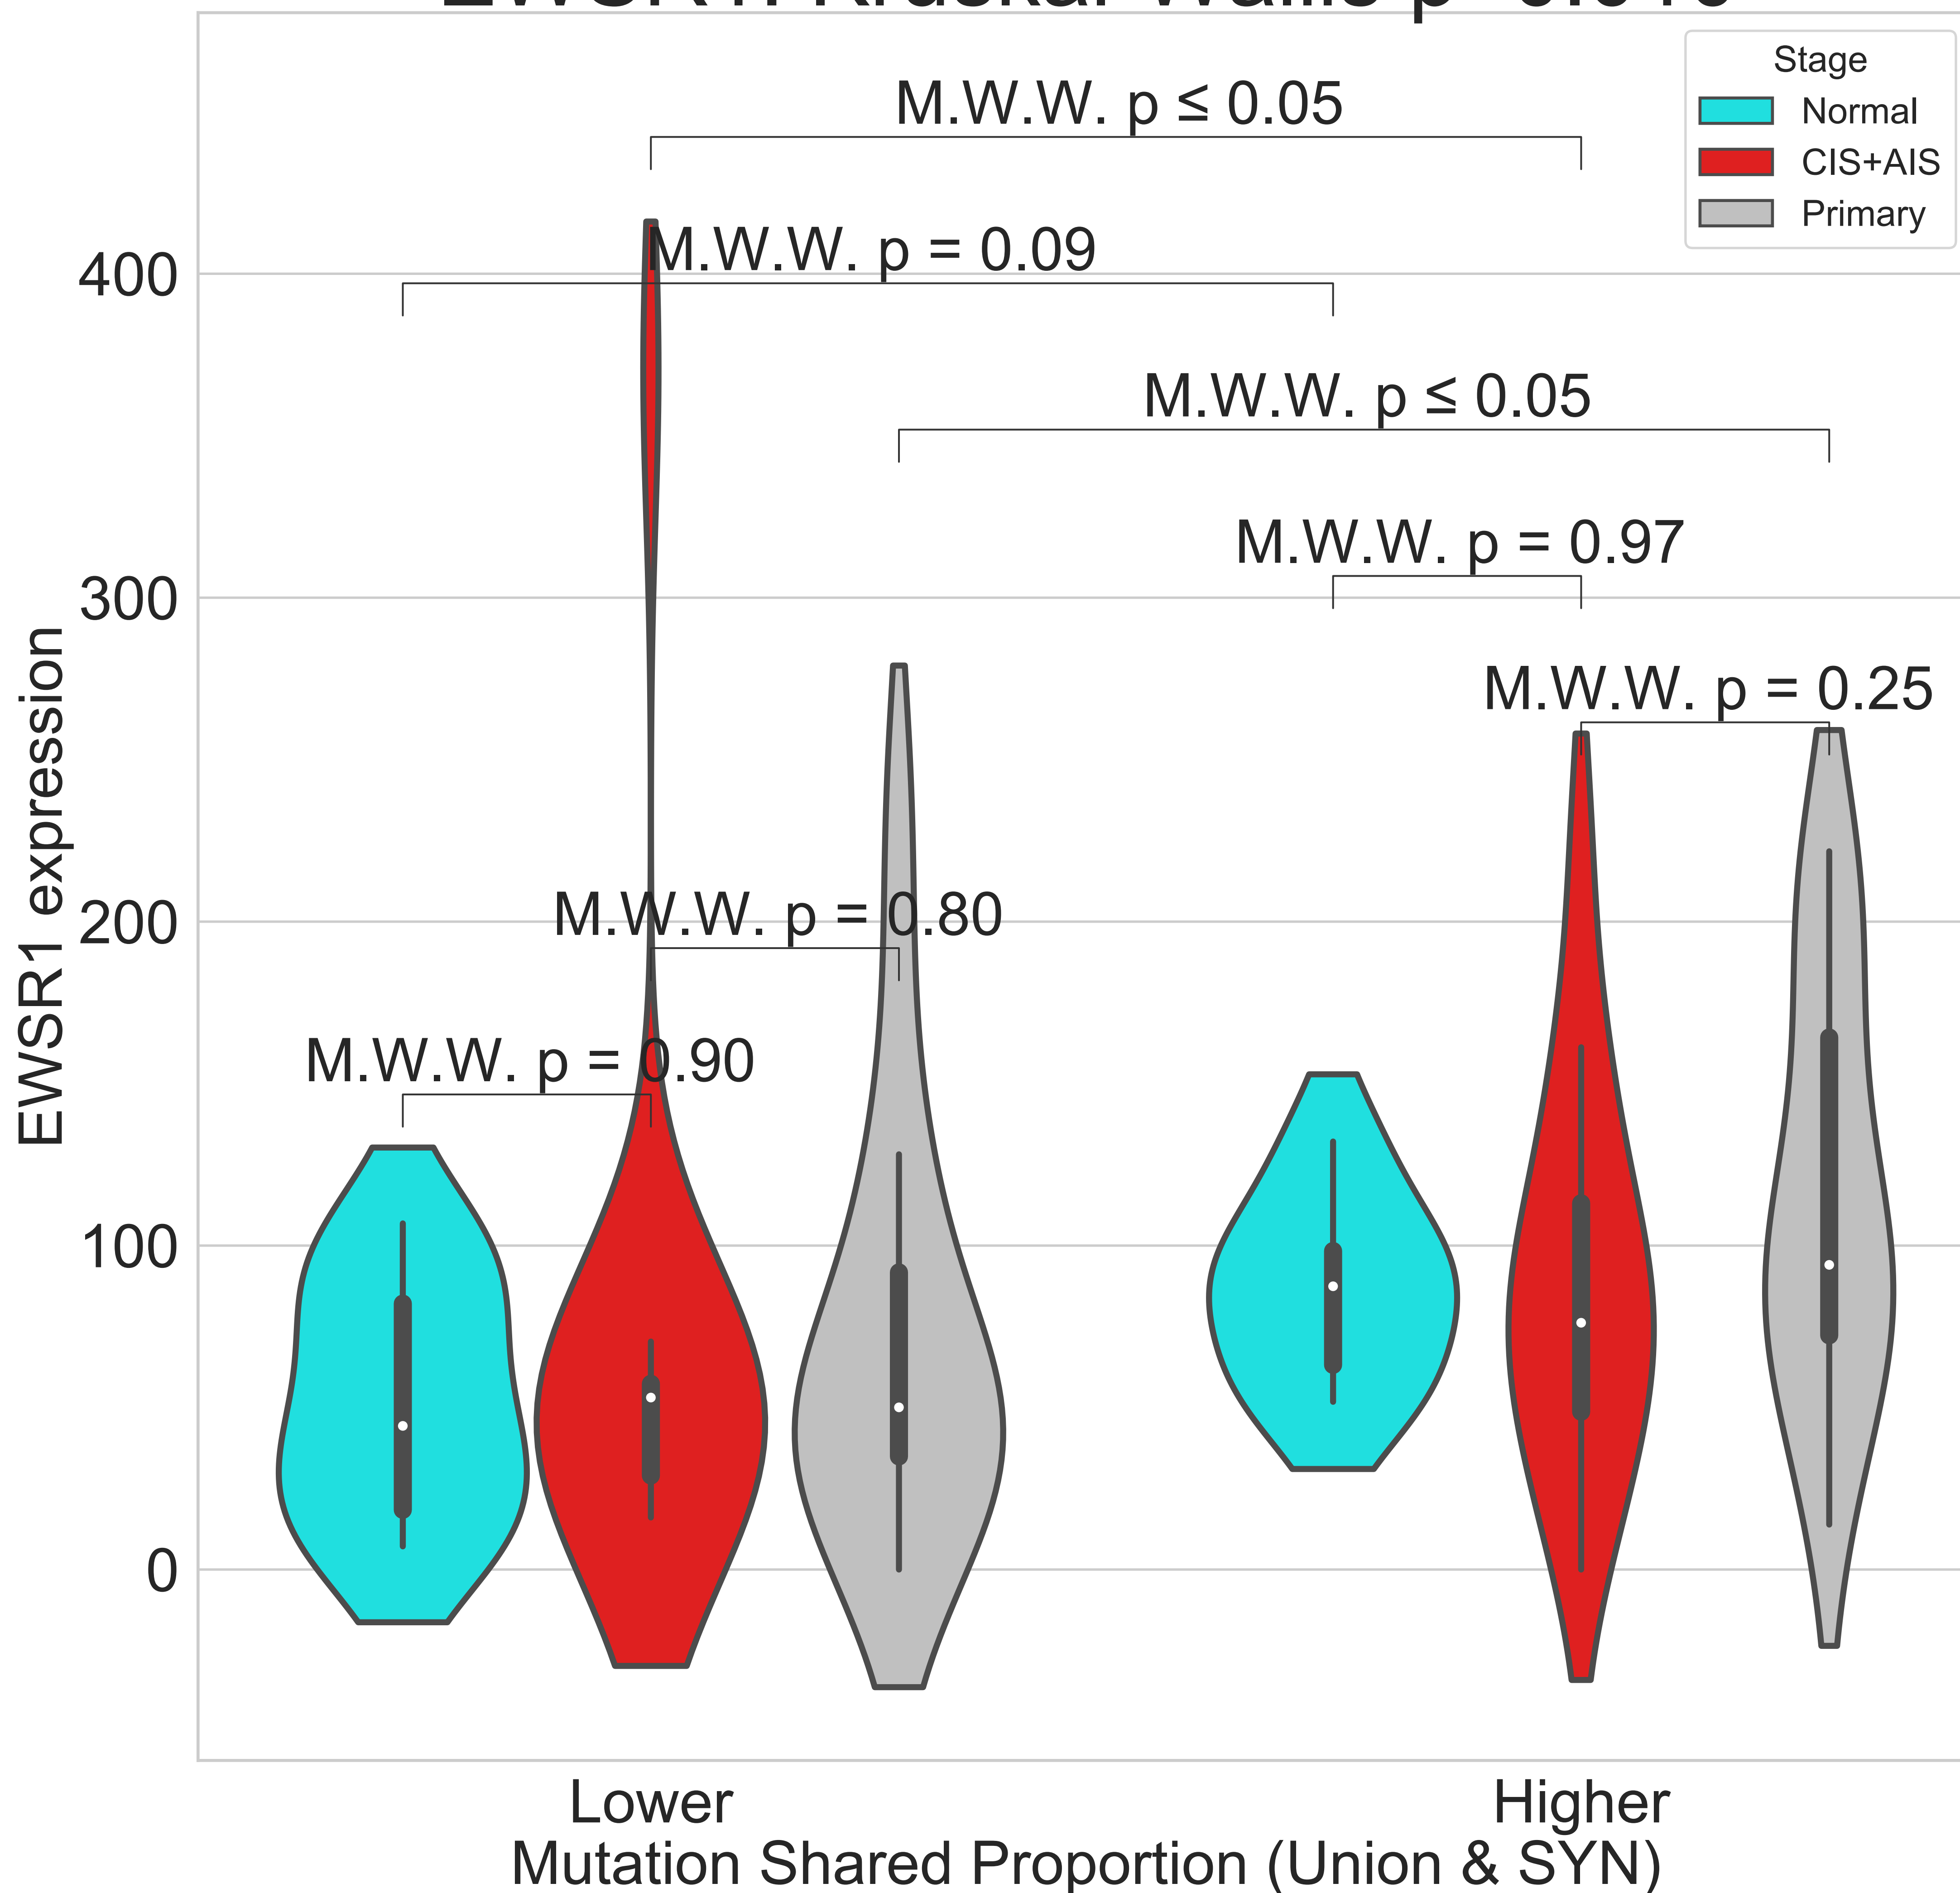 M.W.W. p ≤ 0.05
Stage
Normal
CIS+AIS
Primary
M.W.W. p = 0.09
400
M.W.W. p ≤ 0.05
M.W.W. p = 0.97
300
M.W.W. p = 0.25
EWSR1 expression
M.W.W. p = 0.80
200
M.W.W. p = 0.90
100
0
Lower
Higher
Mutation Shared Proportion (Union & SYN)